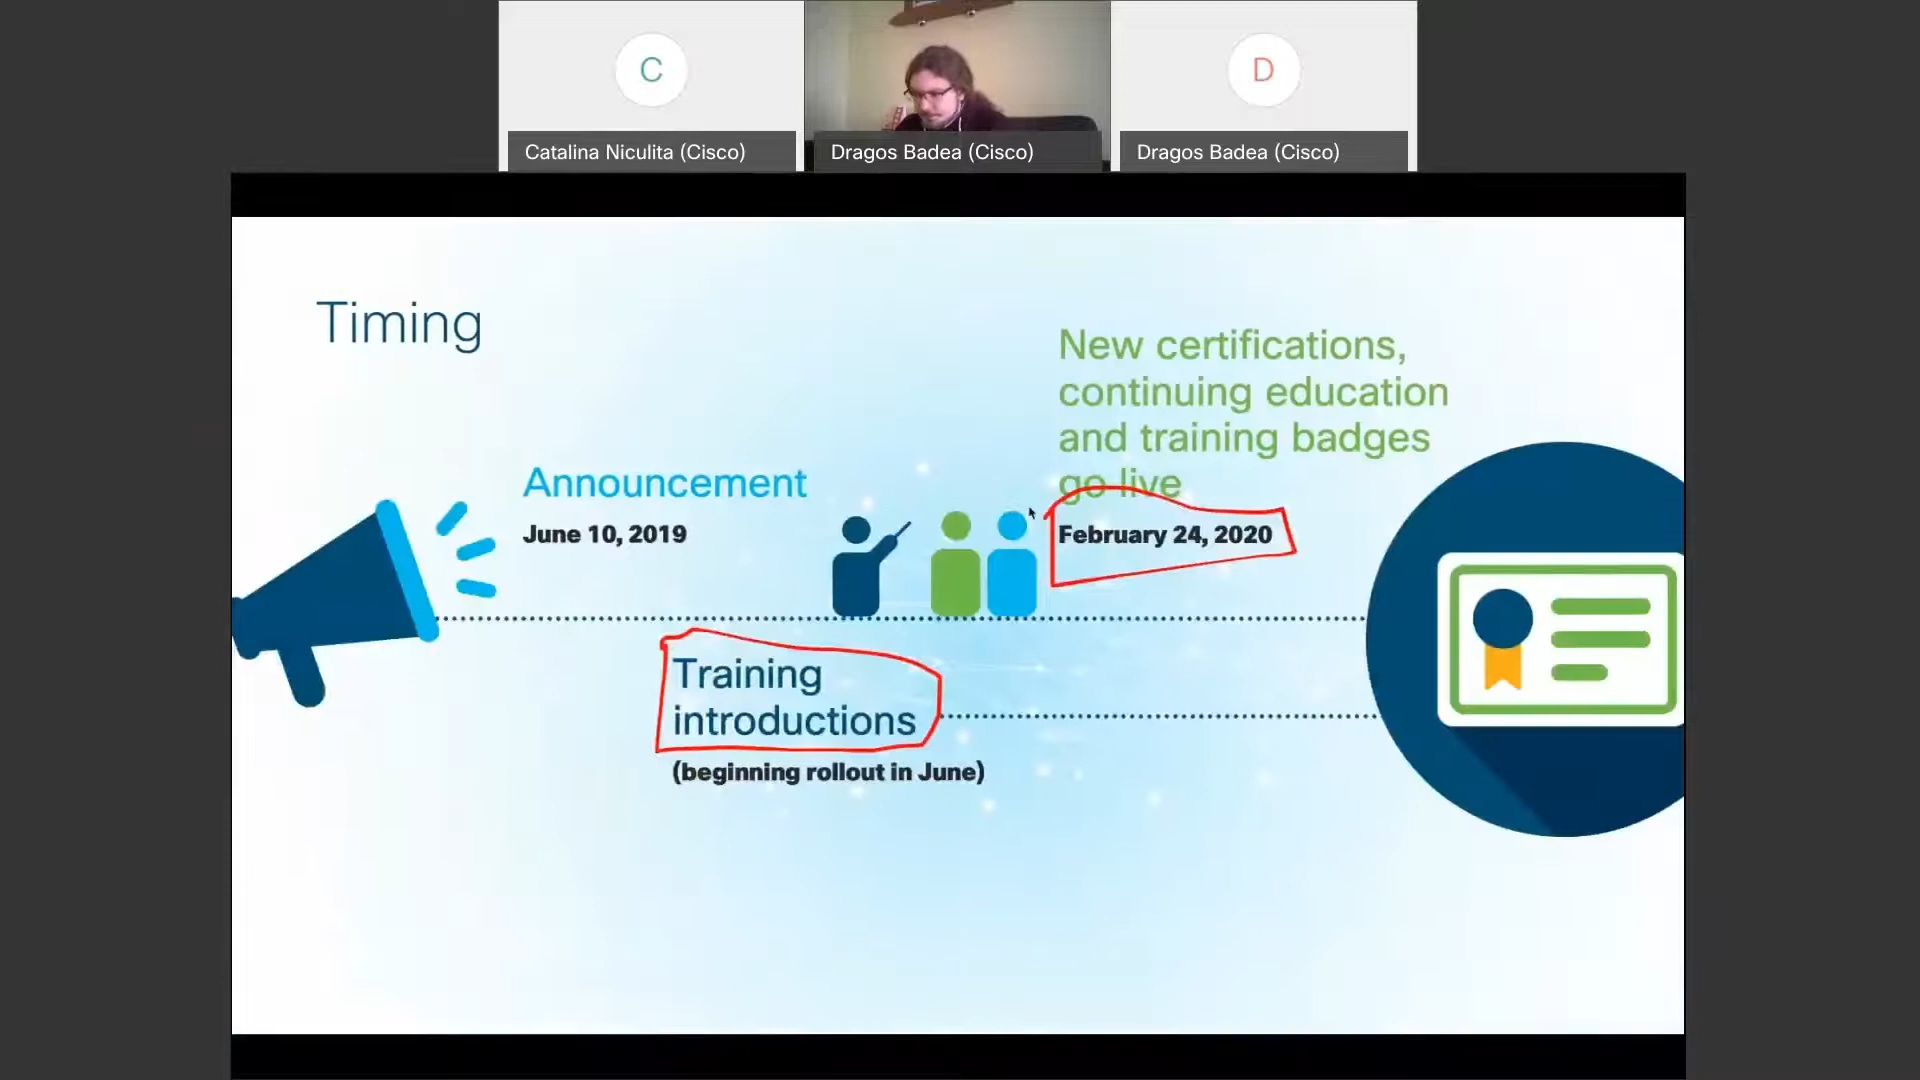 C
D
Catalina Niculita (Cisco)
Dragos Badea (Cisco)
Dragos Badea (Cisco)
Timing
New certifications,
continuing education
and training badges
go live
February 24, 2020
Announcement
June 10, 2019
Training
introductions
(beginning rollout in June)